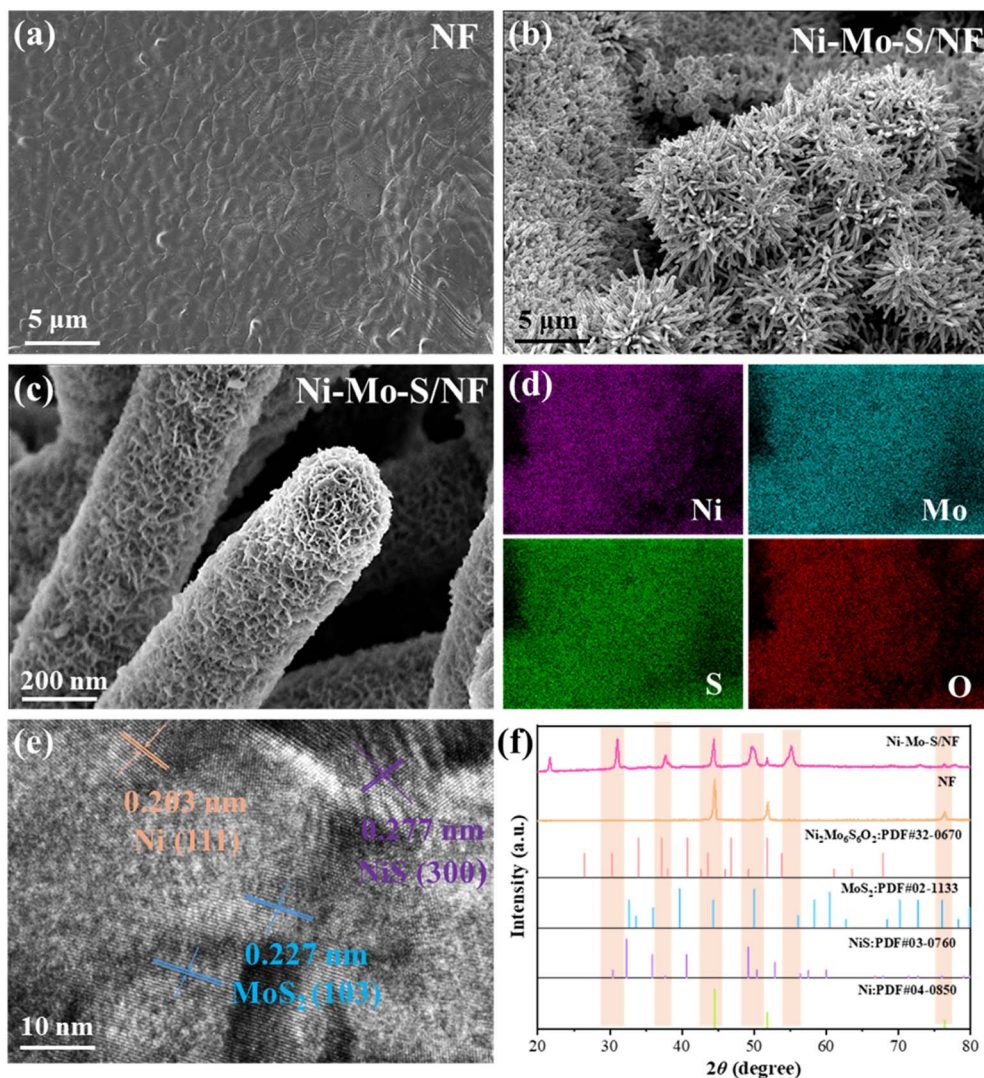 (a)
NF
5 μm
(b)
Ni-Mo-S/NF
5 μm
(c)
Ni-Mo-S/NF
200 nm
(d)
Ni
Mo
S
O
(e)
0.203 nm
Ni (111)
0.277 nm
NiS (300)
0.227 nm
MoS₂ (103)
10 nm
(f)
Ni-Mo-S/NF
NF
Ni₂Mo₆S₆O₂:PDF#32-0670
MoS₂:PDF#02-1133
NiS:PDF#03-0760
Ni:PDF#04-0850
Intensity (a.u.)
20 30 40 50 60 70 80
2θ (degree)